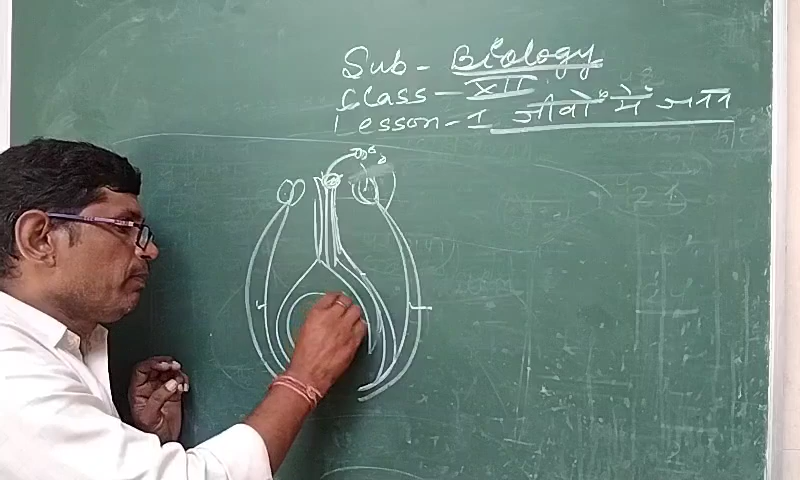 Sub- Biology
Class - XII
Lesson - 1 जीवों में जनन